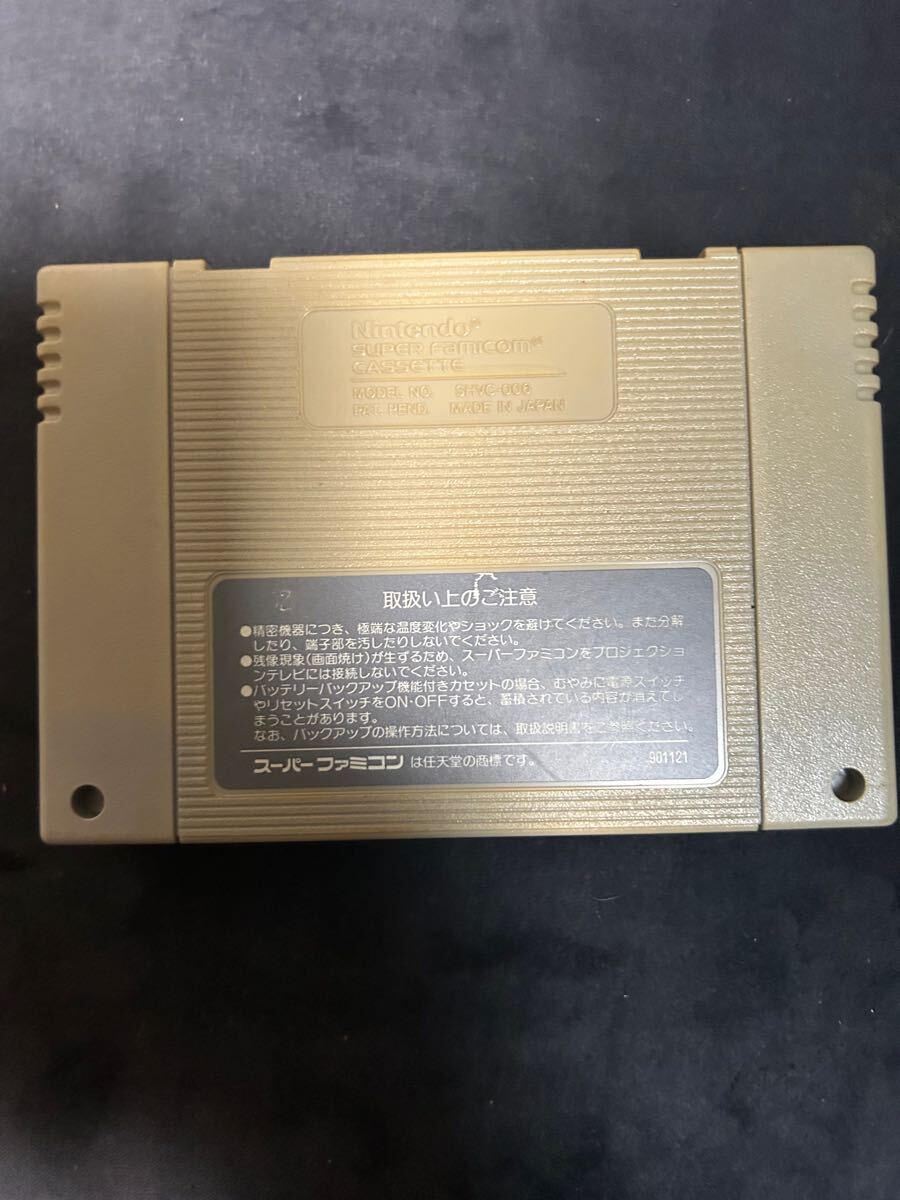 Nintendo®
SUPER FAMICOM™
CASSETTE
MODEL NO. SHVC-006
PAT. PEND. MADE IN JAPAN
取扱い上のご注意
●精密機器につき、極端な温度変化やショックを避けてください。また分解
したり、端子部を汚したりしないでください。
●残像現象(画面焼け)が生ずるため、スーパーファミコンをプロジェクショ
ンテレビには接続しないでください。
●バッテリーバックアップ機能付きカセットの場合、むやみに電源スイッチ
やリセットスイッチをON・OFFすると、蓄積されている内容が消えてし
まうことがあります。
なお、バックアップの操作方法については、取扱説明書をご参照ください。
スーパーファミコン は任天堂の商標です。 901121